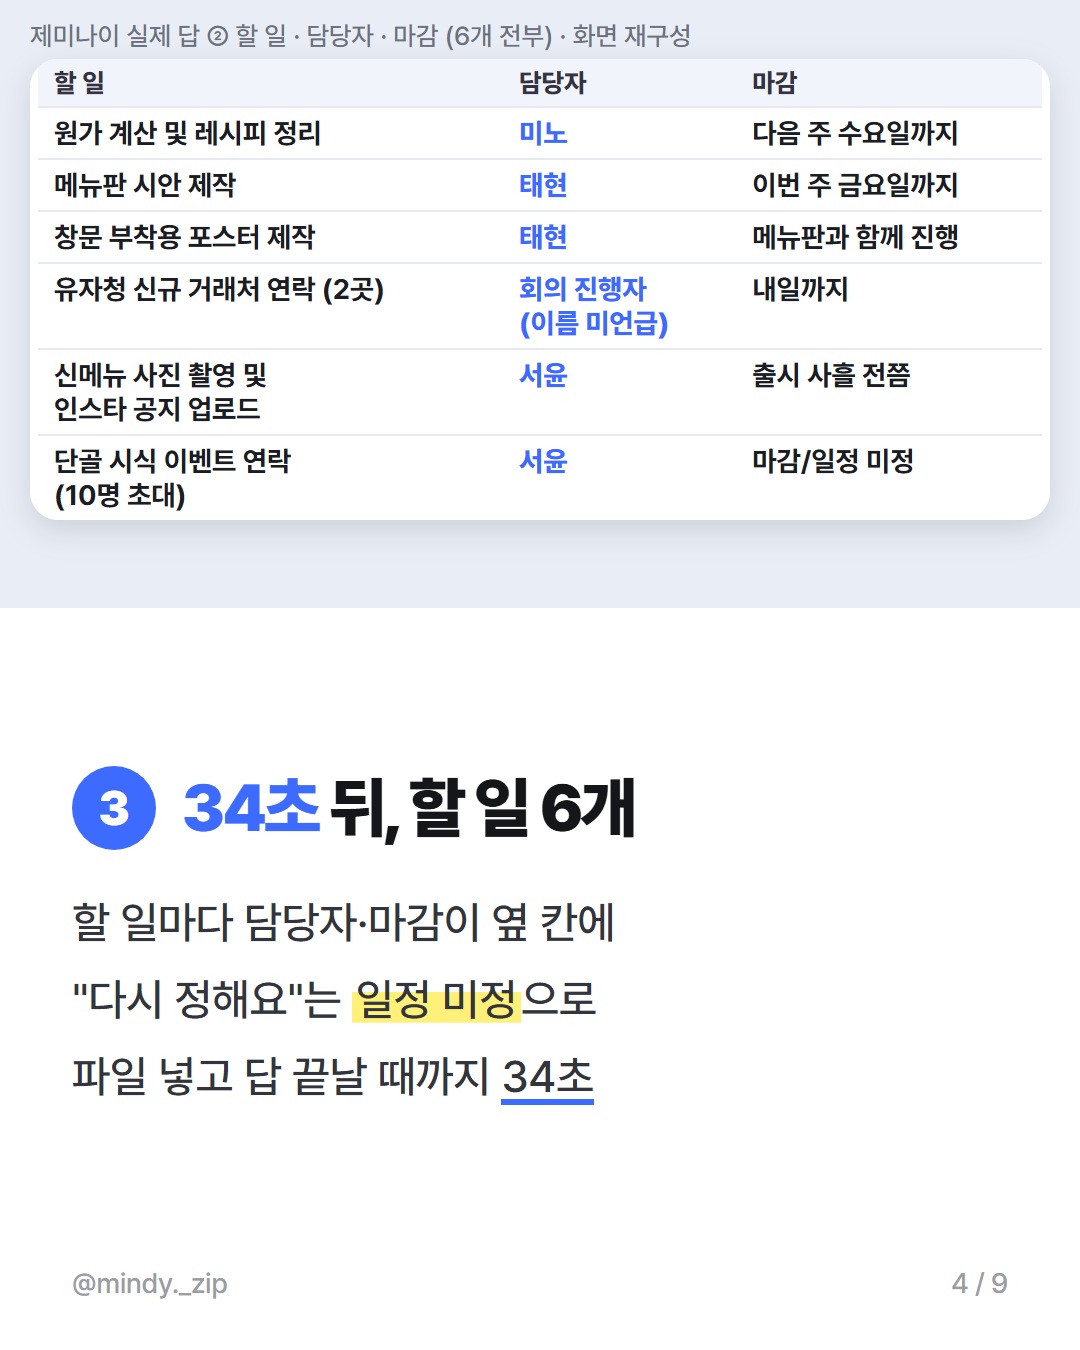 제미나이 실제 답 ② 할 일 · 담당자 · 마감 (6개 전부) · 화면 재구성
할 일 담당자 마감
원가 계산 및 레시피 정리 미노 다음 주 수요일까지
메뉴판 시안 제작 태현 이번 주 금요일까지
창문 부착용 포스터 제작 태현 메뉴판과 함께 진행
유자청 신규 거래처 연락 (2곳) 회의 진행자 내일까지
(이름 미언급)
신메뉴 사진 촬영 및 서윤 출시 사흘 전쯤
인스타 공지 업로드
단골 시식 이벤트 연락 서윤 마감/일정 미정
(10명 초대)
3 34초 뒤, 할 일 6개
할 일마다 담당자·마감이 옆 칸에
"다시 정해요"는 일정 미정으로
파일 넣고 답 끝날 때까지 34초
@mindy._zip 4 / 9